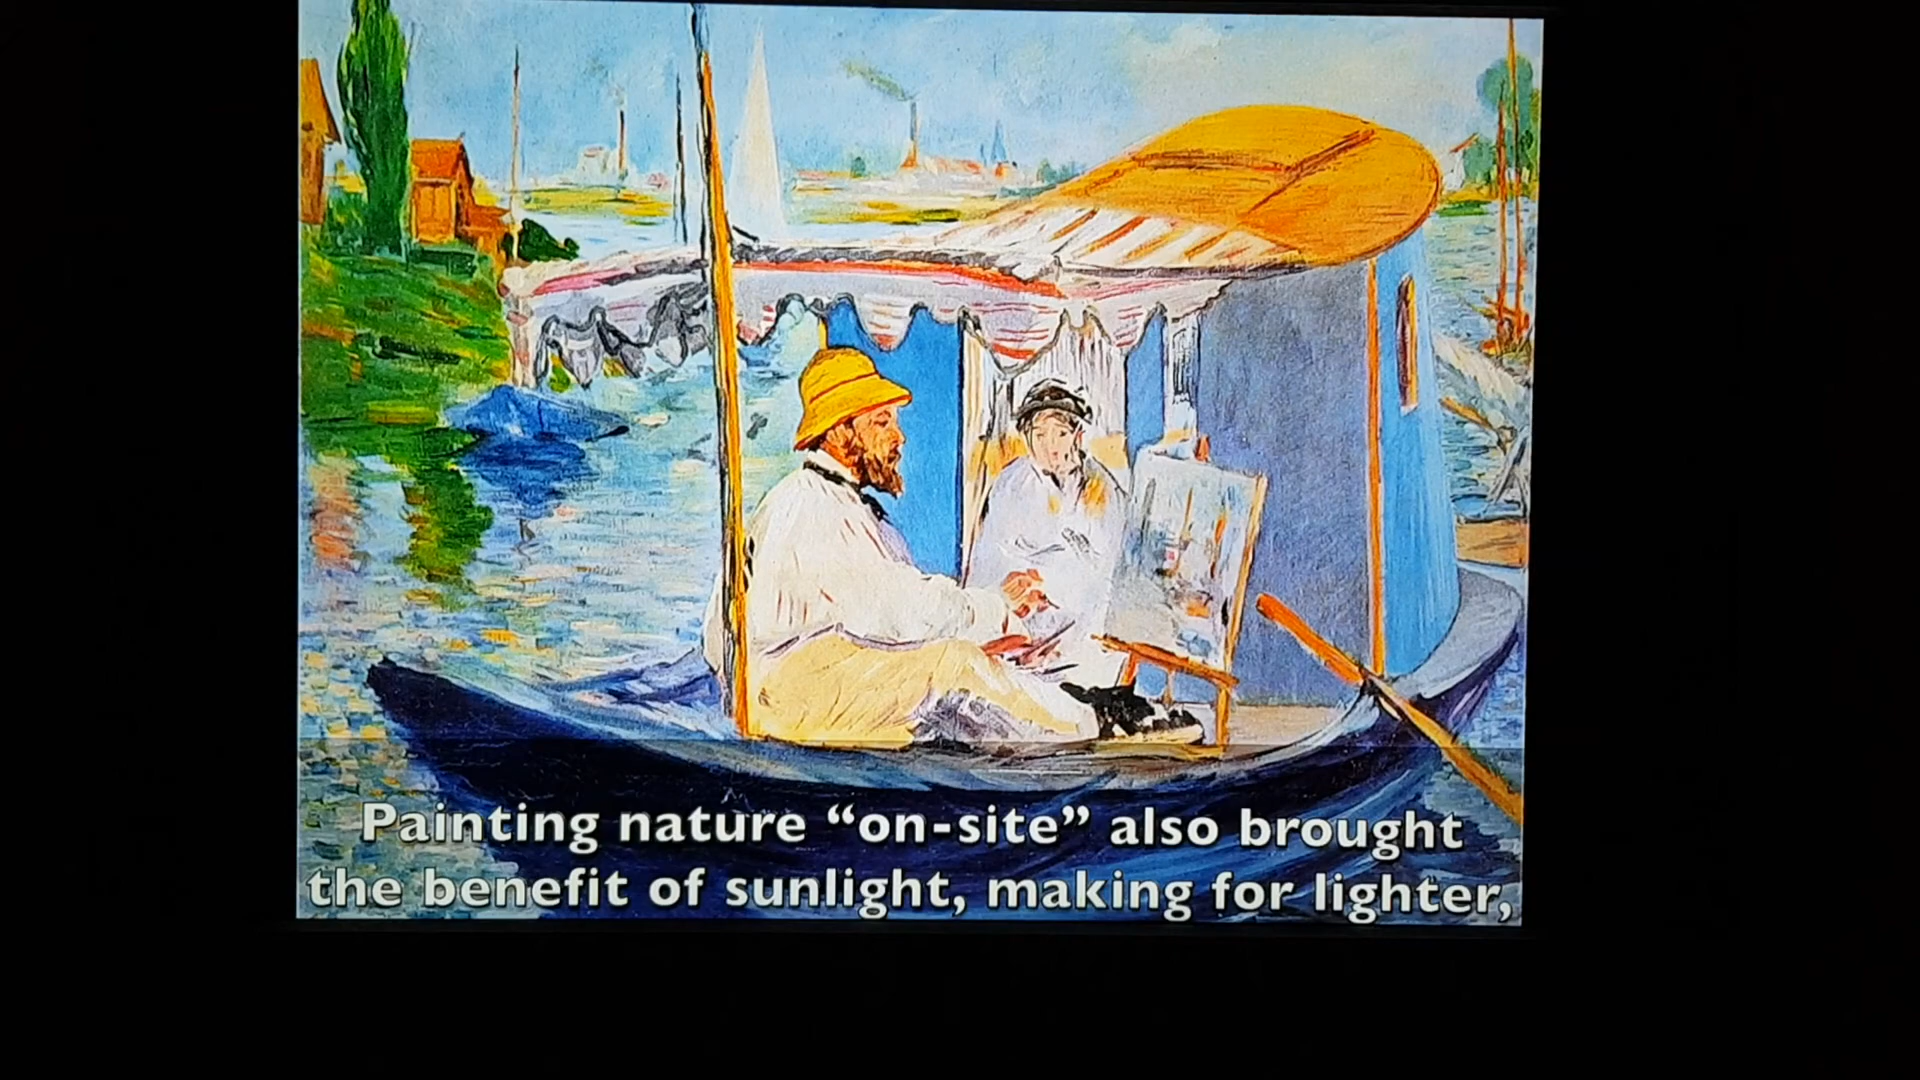 Painting nature “on-site” also brought
the benefit of sunlight, making for lighter,